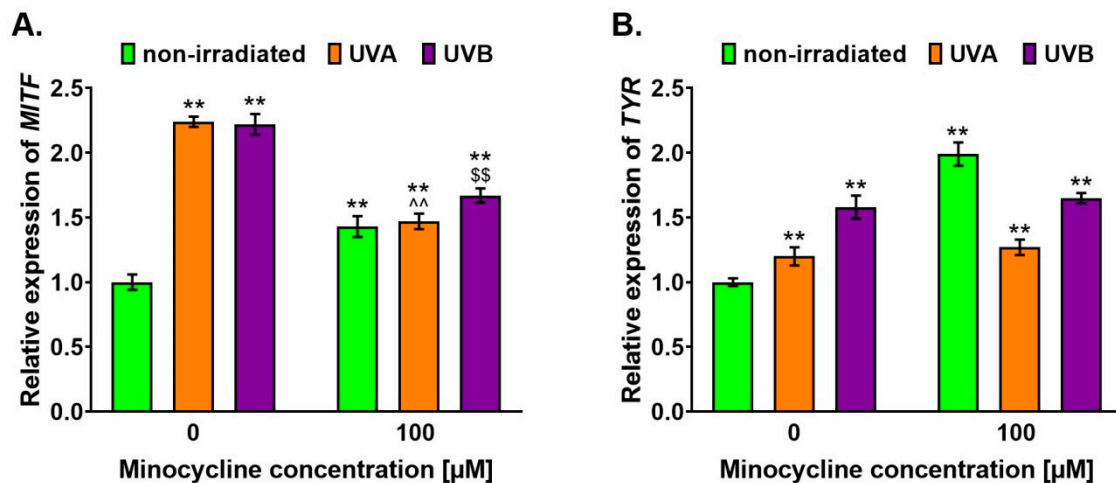 A.
non-irradiated UVA UVB
Relative expression of MITF
2.5
2.0
1.5
1.0
0.5
0.0
** **
** ** **
^^ $$
0 100
Minocycline concentration [µM]
B.
non-irradiated UVA UVB
Relative expression of TYR
2.5
2.0
1.5
1.0
0.5
0.0
** **
** ** **
0 100
Minocycline concentration [µM]